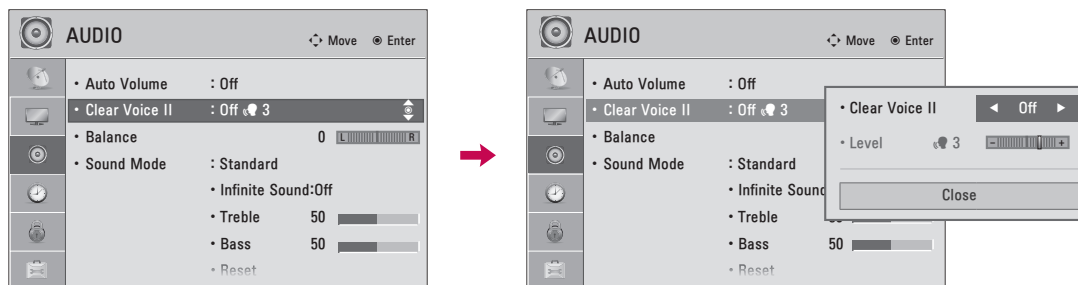 AUDIO
Move Enter
• Auto Volume : Off
• Clear Voice II : Off 3
• Balance 0 L R
• Sound Mode : Standard
• Infinite Sound:Off
• Treble 50
• Bass 50
• Reset
AUDIO
Move Enter
• Auto Volume : Off
• Clear Voice II : Off 3
• Balance
• Sound Mode : Standard
• Infinite Sound
• Treble
• Bass 50
• Reset
• Clear Voice II ◄ Off ►
• Level 3 - +
Close